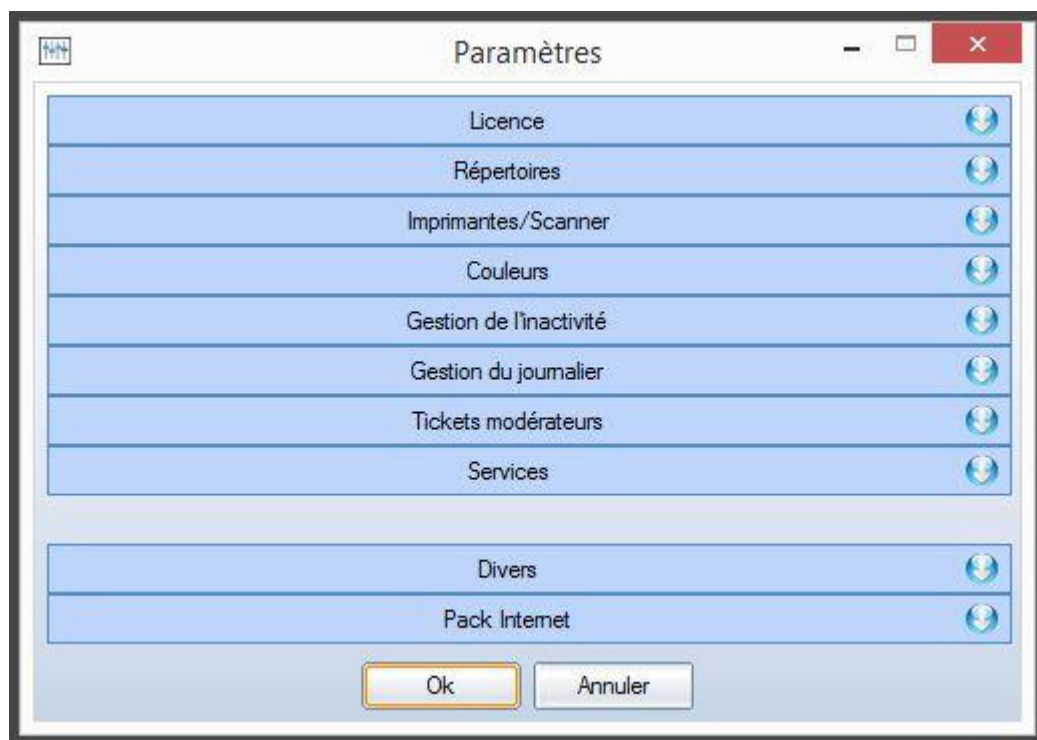 Paramètres
Licence
Répertoires
Imprimantes/Scanner
Couleurs
Gestion de l'inactivité
Gestion du journalier
Tickets modérateurs
Services
Divers
Pack Internet
Ok
Annuler